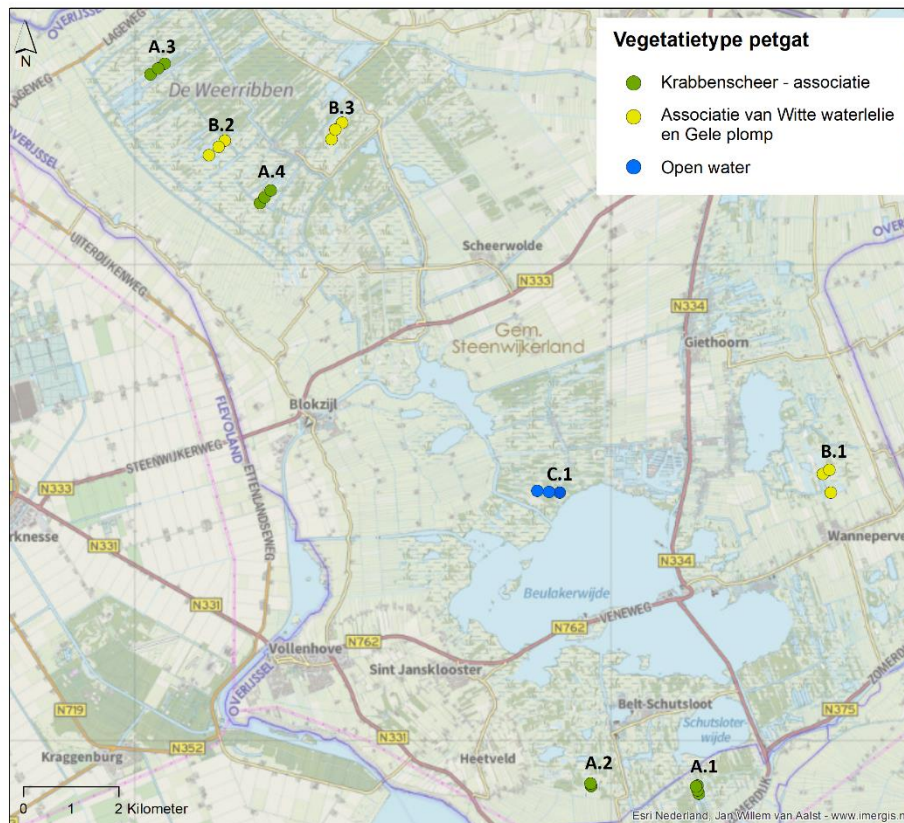 OVERIJSSEL
LAGEWEG
Vegetatietype petgat
Krabbenscheer - associatie
Associatie van Witte waterlelie
en Gele plomp
Open water
N
A.3
De Weerribben
LAGEWEG
B.3
B.2
OVERIJSSEL
A.4
UITERDIJKENWEG
Scheerwolde
N333
N334
Gem.
Steenwijkerland
Giethoorn
FLEVOLAND
Blokzijl
STEENWIJKERWEG
ETTENLANDSEWEG
B.1
C.1
N333
Wanneperve
N331
N334
Beulakerwijde
N331
VENEWEG
N762
N762
Vollenhove
Sint Jansklooster
ZOMERDIJK
OVERIJSSEL
Belt-Schutsloot
N719
N375
Schutsloter-
wijde
N331
N352
Heetveld
Kraggenburg
A.2
A.1
0 1 2 Kilometer
Esri Nederland, Jan Willem van Aalst - www.imergis.n